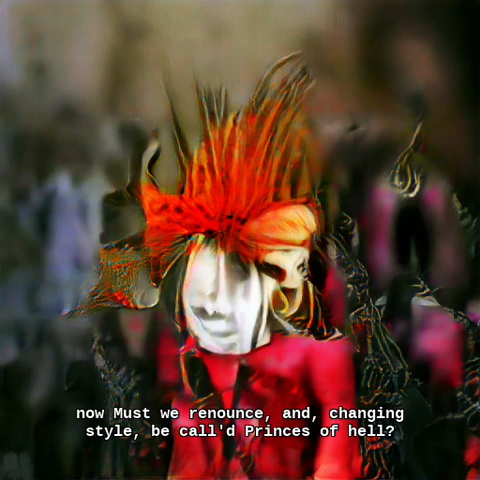 now Must we renounce, and, changing
style, be call'd Princes of hell?